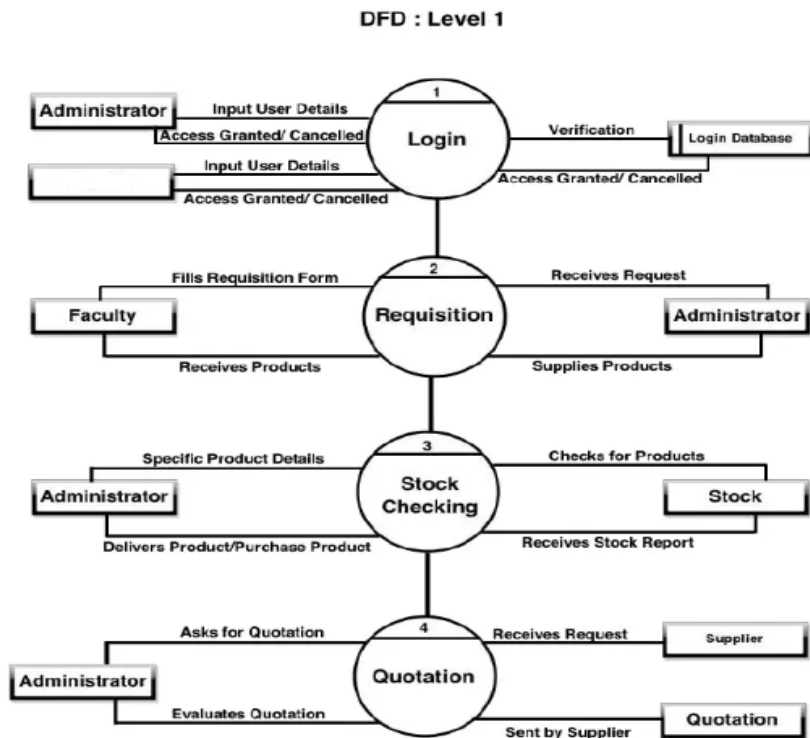 DFD : Level 1
1
Login
Administrator
Input User Details
Access Granted/ Cancelled
Input User Details
Access Granted/ Cancelled
Verification
Login Database
Access Granted/ Cancelled
2
Requisition
Fills Requisition Form
Faculty
Receives Products
Receives Request
Administrator
Supplies Products
3
Stock
Checking
Specific Product Details
Administrator
Delivers Product/Purchase Product
Checks for Products
Stock
Receives Stock Report
4
Quotation
Asks for Quotation
Administrator
Evaluates Quotation
Receives Request
Supplier
Sent by Supplier
Quotation